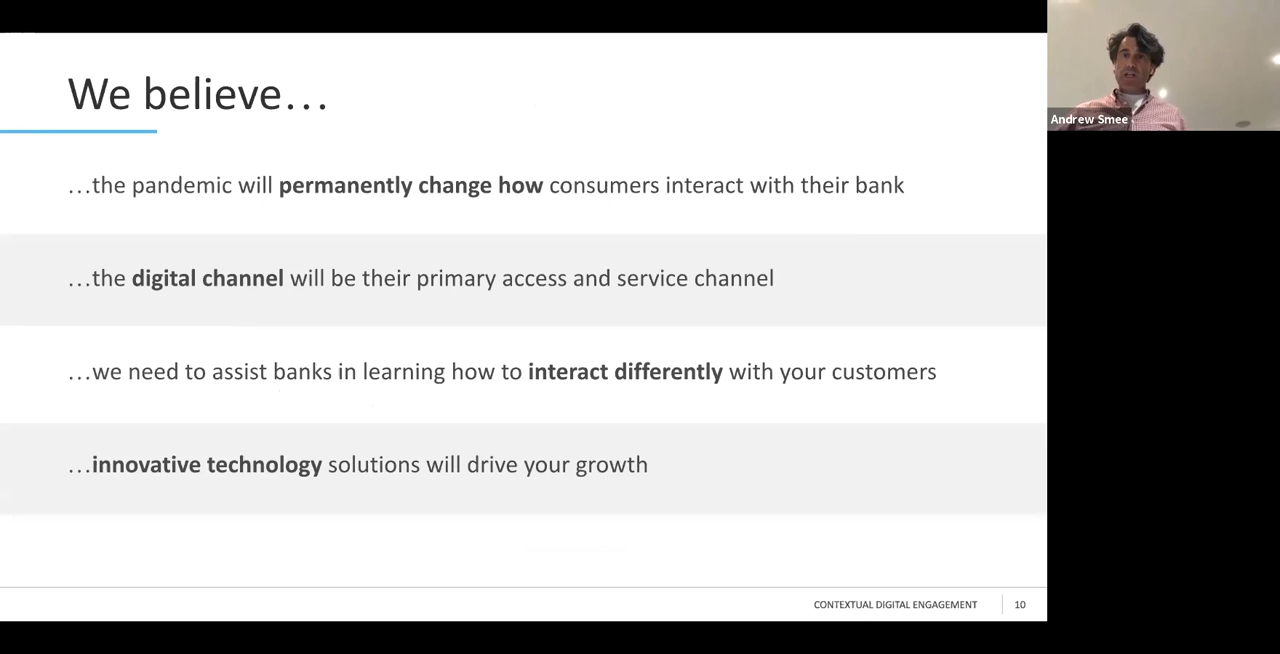 We believe…
…the pandemic will permanently change how consumers interact with their bank
…the digital channel will be their primary access and service channel
…we need to assist banks in learning how to interact differently with your customers
…innovative technology solutions will drive your growth
CONTEXTUAL DIGITAL ENGAGEMENT
10
Andrew Smee